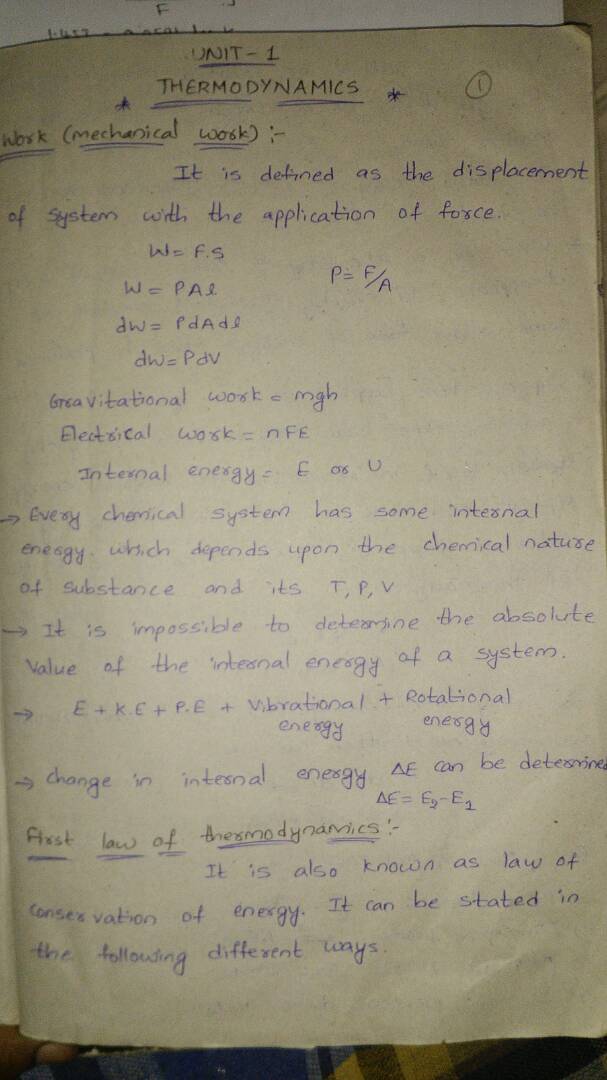 F
UNIT - 1
* THERMODYNAMICS *
1
Work (mechanical work) :-
It is defined as the displacement
of system with the application of force.
W = F.S
W = PAl
P = F/A
dW = PdAdl
dW = PdV
Gravitational work = mgh
Electrical work = nFE
Internal energy = E or U
→ Every chemical system has some internal
energy. which depends upon the chemical nature
of substance and its T, P, V
→ It is impossible to determine the absolute
Value of the internal energy of a system.
→ E + K.E + P.E + Vibrational + Rotational
energy energy
→ change in internal energy ΔE can be determined
ΔE = E2 - E1
First law of thermodynamics :-
It is also known as law of
Conservation of energy. It can be stated in
the following different ways.